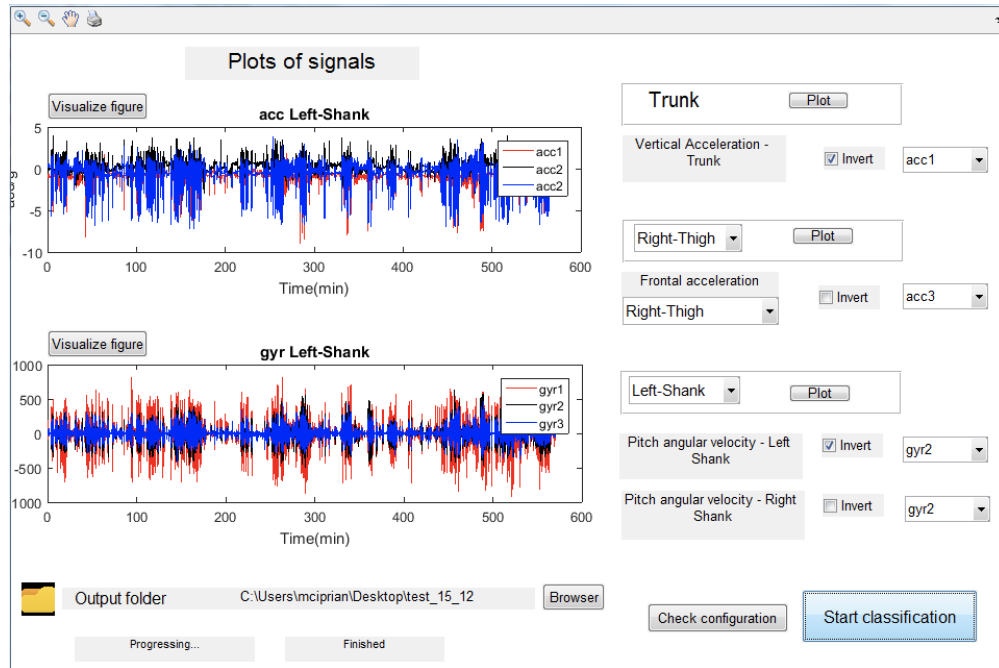 Plots of signals
Visualize figure
acc Left-Shank
5
0
-5
-10
acc1
acc2
acc2
0
100
200
300
400
500
600
Time(min)
Visualize figure
gyr Left-Shank
1000
500
0
-500
1000
gyr1
gyr2
gyr3
0
100
200
300
400
500
600
Time(min)
Trunk
Plot
Vertical Acceleration -
Trunk
Invert
acc1
Right-Thigh
Plot
Frontal acceleration
Right-Thigh
Invert
acc3
Left-Shank
Plot
Pitch angular velocity - Left
Shank
Invert
gyr2
Pitch angular velocity - Right
Shank
Invert
gyr2
Output folder
C:\Users\mciprian\Desktop\test_15_12
Browser
Check configuration
Start classification
Progressing...
Finished